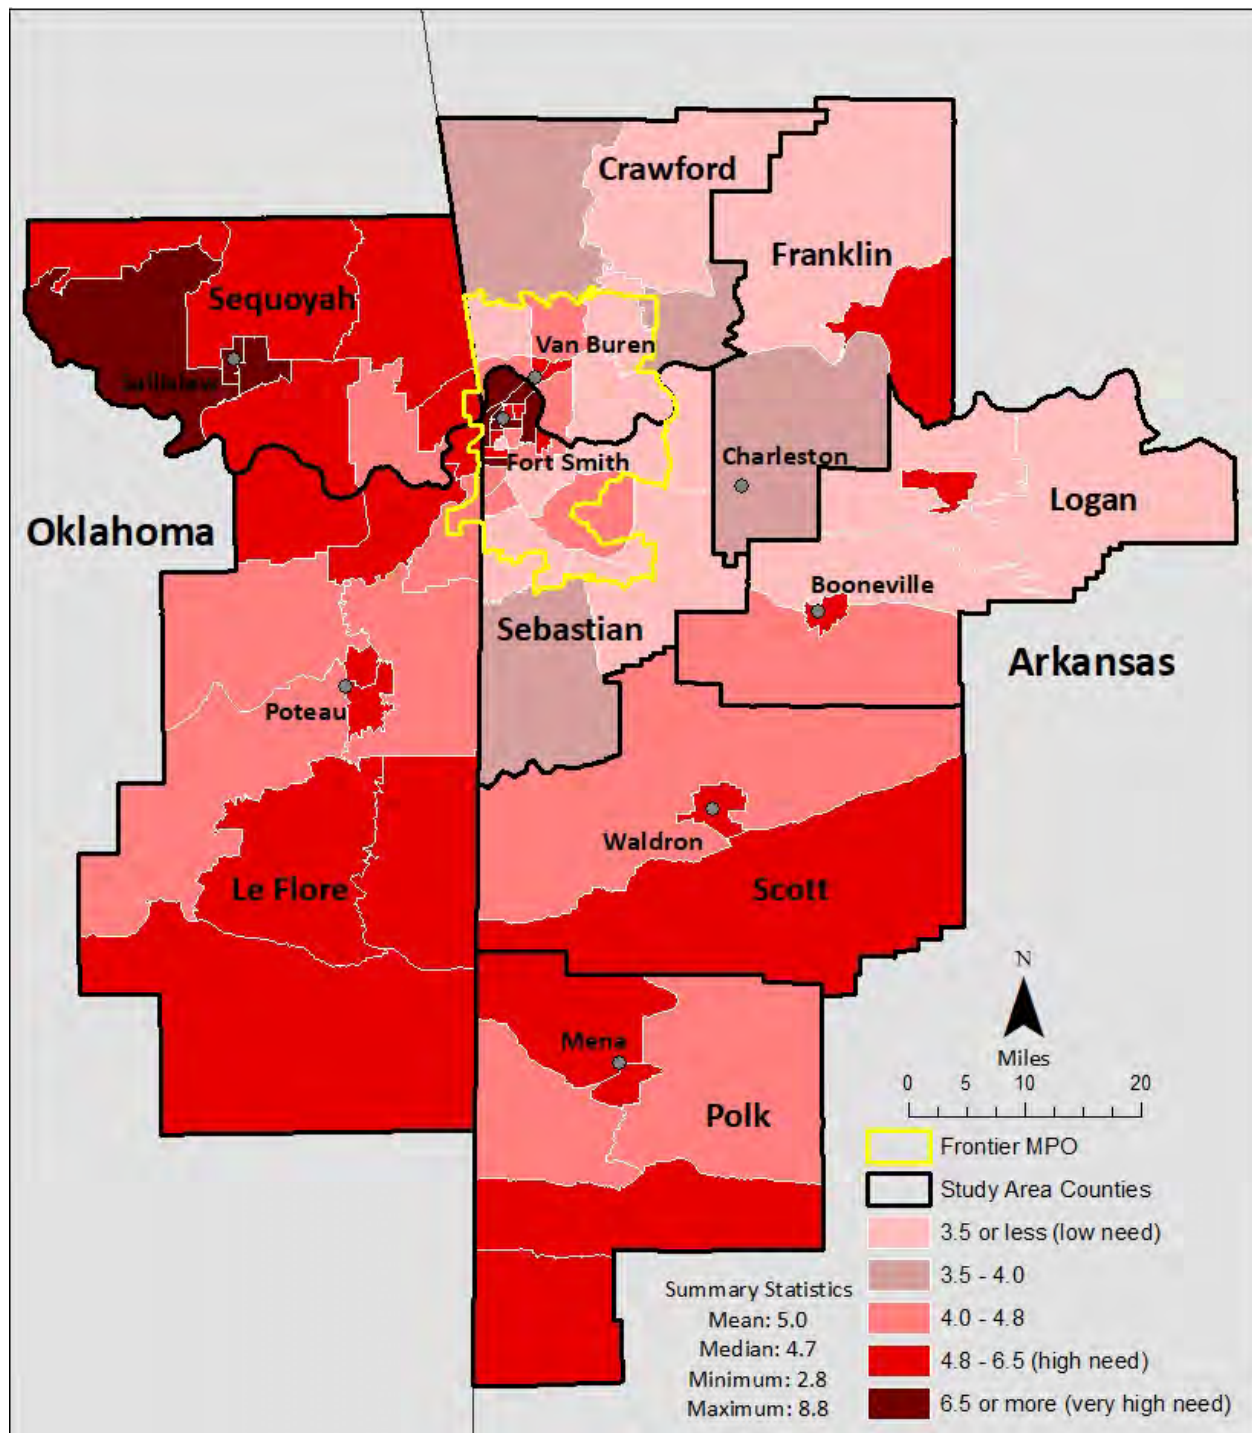 Crawford
Franklin
Sequoyah
Van Buren
Fort Smith
Charleston
Logan
Oklahoma
Booneville
Sebastian
Arkansas
Poteau
Waldron
Le Flore
Scott
N
Mena
Miles
0 5 10 20
Polk
Frontier MPO
Study Area Counties
3.5 or less (low need)
3.5 - 4.0
4.0 - 4.8
4.8 - 6.5 (high need)
6.5 or more (very high need)
Summary Statistics
Mean: 5.0
Median: 4.7
Minimum: 2.8
Maximum: 8.8